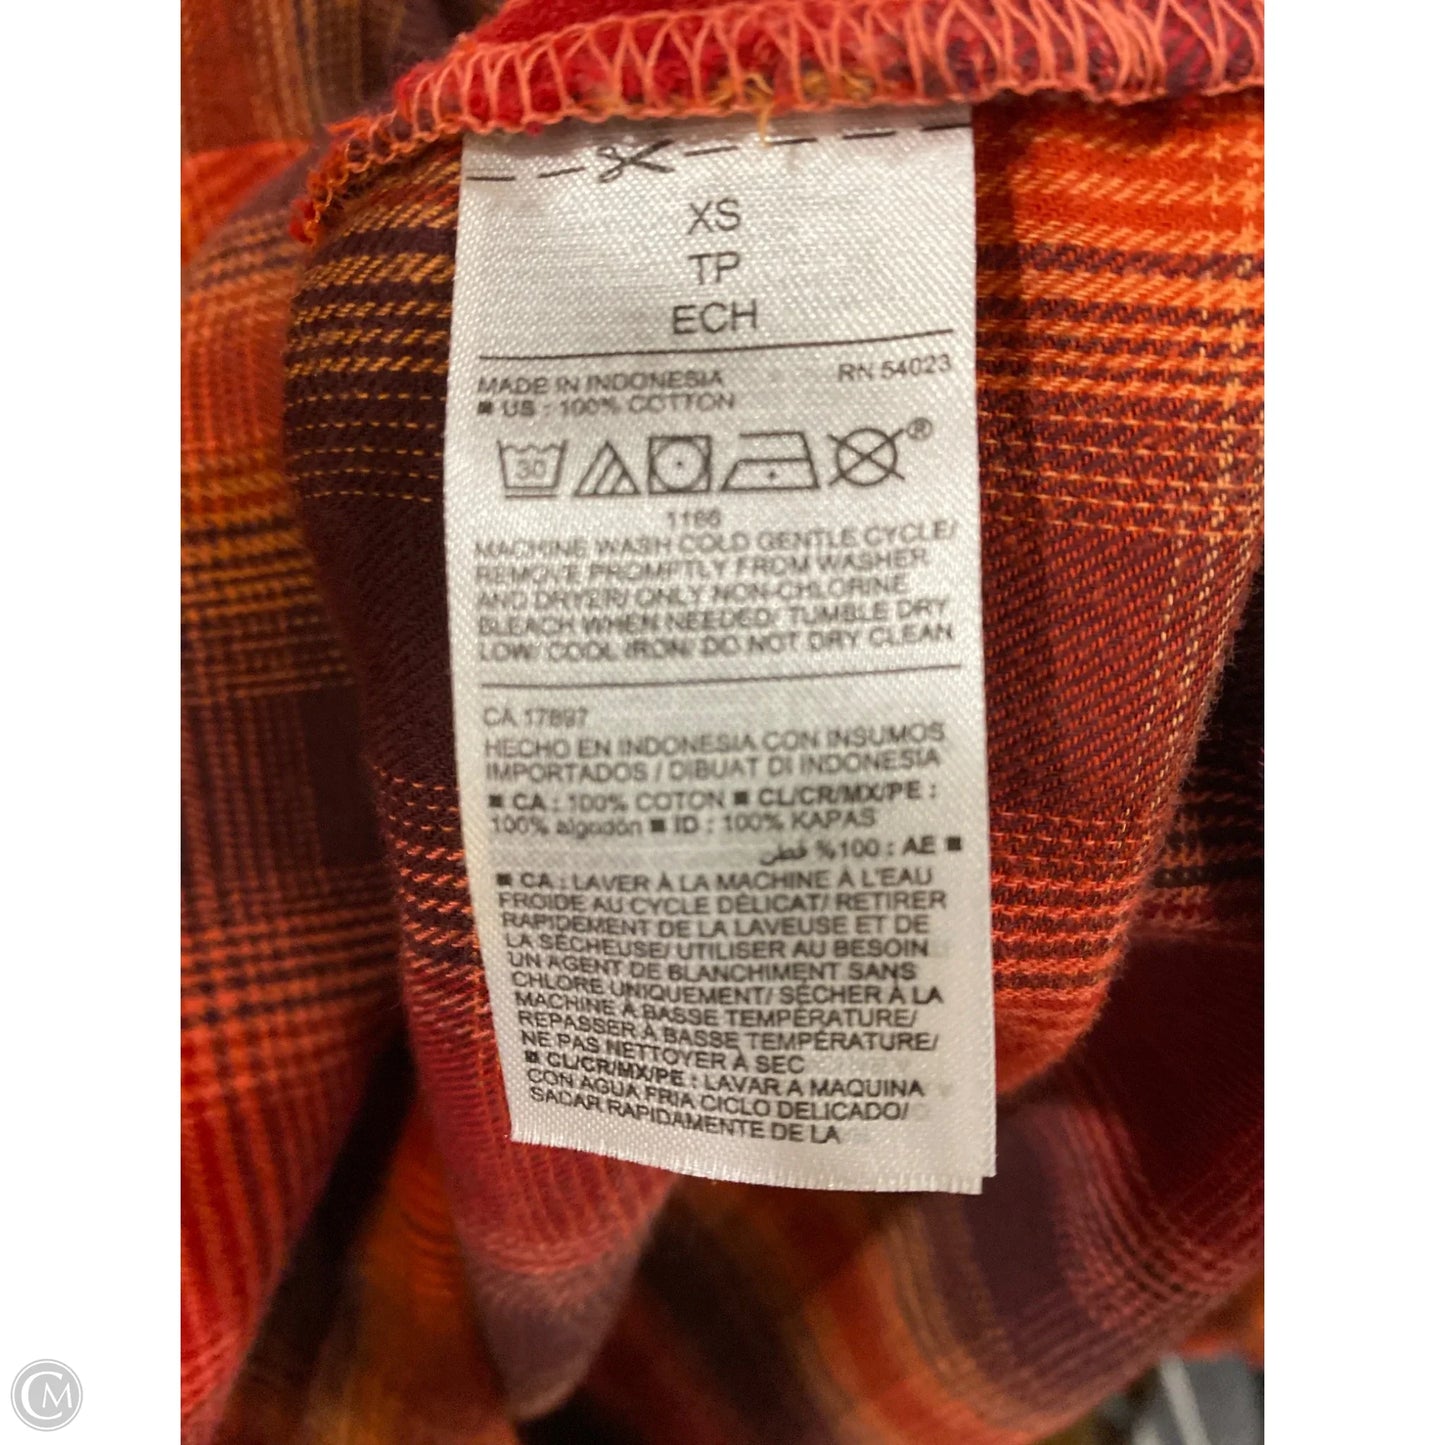 XS
TP
ECH
MADE IN INDONESIA RN 54023
■ US : 100% COTTON
30 ®
1166
MACHINE WASH COLD GENTLE CYCLE/
REMOVE PROMPTLY FROM WASHER
AND DRYER/ ONLY NON-CHLORINE
BLEACH WHEN NEEDED/ TUMBLE DRY
LOW/ COOL IRON/ DO NOT DRY CLEAN
CA 17897
HECHO EN INDONESIA CON INSUMOS
IMPORTADOS / DIBUAT DI INDONESIA
■ CA : 100% COTON ■ CL/CR/MX/PE :
100% algodón ■ ID : 100% KAPAS
■ AE : 100% قطن
■ CA : LAVER À LA MACHINE À L'EAU
FROIDE AU CYCLE DÉLICAT/ RETIRER
RAPIDEMENT DE LA LAVEUSE ET DE
LA SÉCHEUSE/ UTILISER AU BESOIN
UN AGENT DE BLANCHIMENT SANS
CHLORE UNIQUEMENT/ SÉCHER À LA
MACHINE À BASSE TEMPÉRATURE/
REPASSER À BASSE TEMPÉRATURE/
NE PAS NETTOYER À SEC
■ CL/CR/MX/PE : LAVAR A MAQUINA
CON AGUA FRIA CICLO DELICADO/
SACAR RAPIDAMENTE DE LA
CM